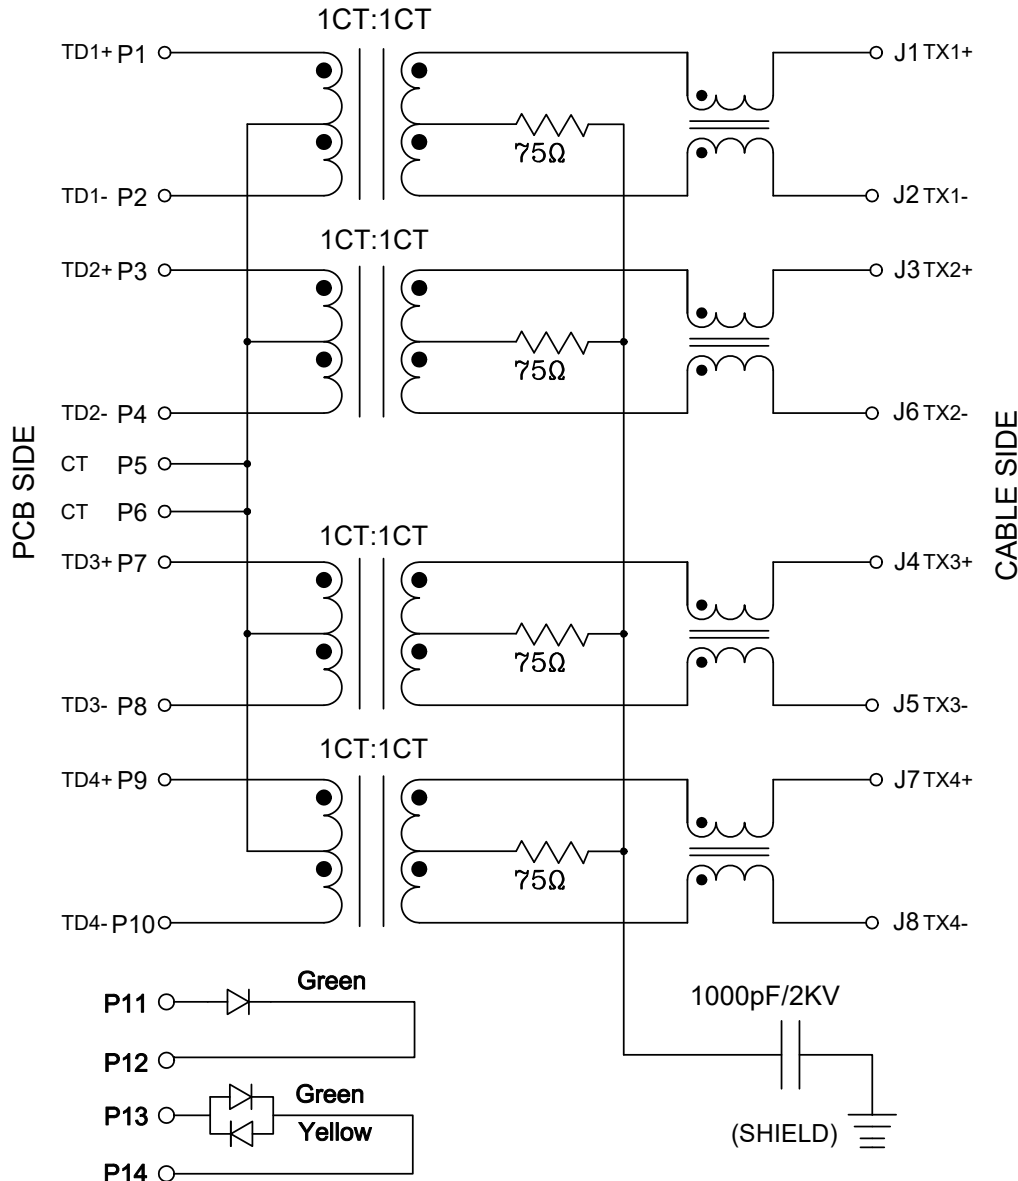 1CT:1CT
TD1+ P1 J1 TX1+
75Ω
TD1- P2 J2 TX1-
1CT:1CT
TD2+ P3 J3 TX2+
75Ω
TD2- P4 J6 TX2-
PCB SIDE
CABLE SIDE
CT P5
CT P6
1CT:1CT
TD3+ P7 J4 TX3+
75Ω
TD3- P8 J5 TX3-
1CT:1CT
TD4+ P9 J7 TX4+
75Ω
TD4- P10 J8 TX4-
Green
P11 1000pF/2KV
P12
Green
P13
Yellow
(SHIELD)
P14